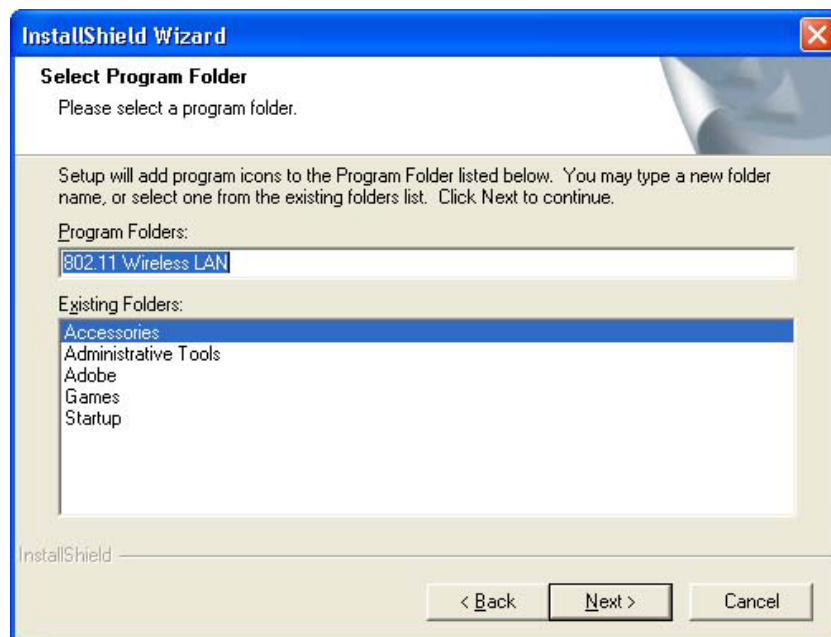 InstallShield Wizard
Select Program Folder
Please select a program folder.
Setup will add program icons to the Program Folder listed below.  You may type a new folder
name, or select one from the existing folders list.  Click Next to continue.
Program Folders:
802.11 Wireless LAN
Existing Folders:
Accessories
Administrative Tools
Adobe
Games
Startup
InstallShield
< Back
Next >
Cancel